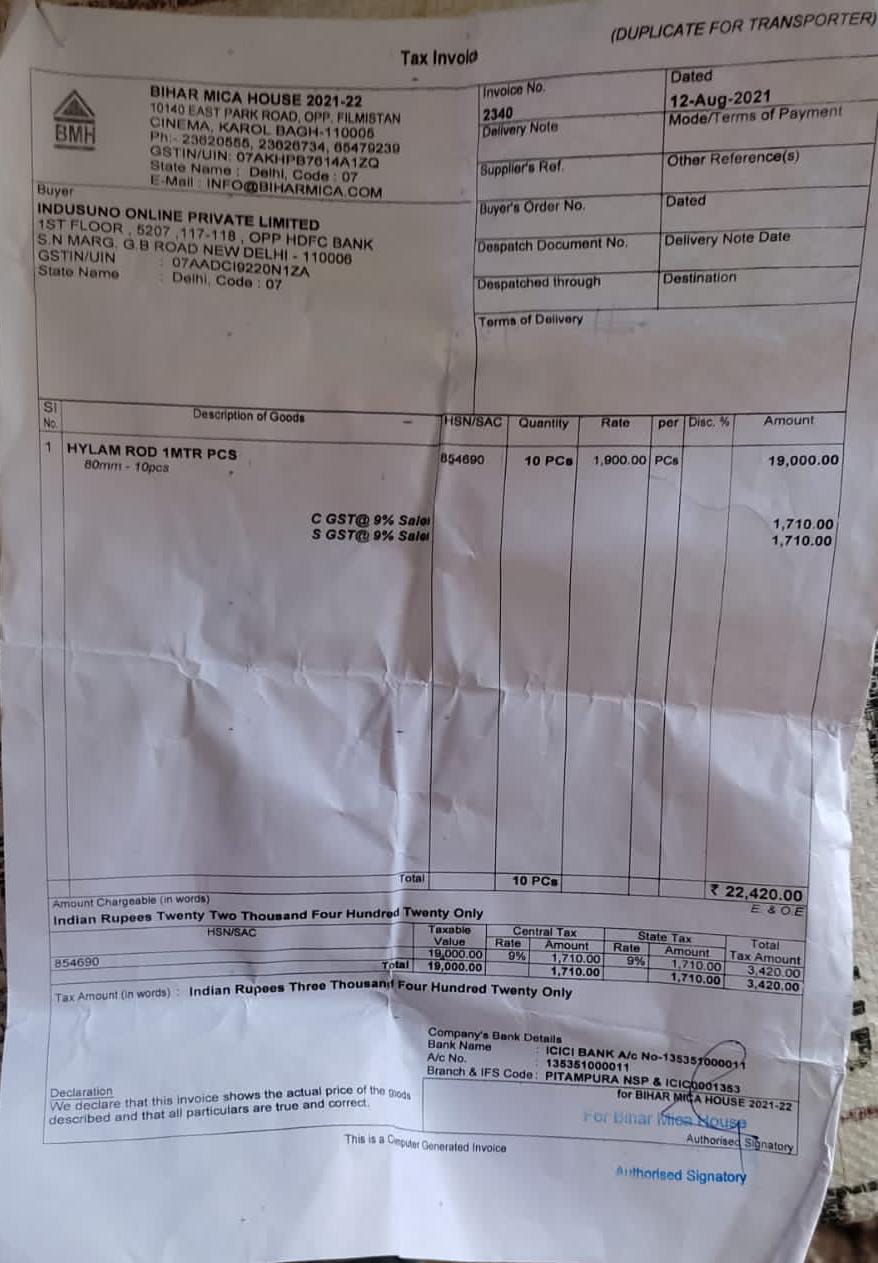 (DUPLICATE FOR TRANSPORTER)
Tax Invoice
BMH
BIHAR MICA HOUSE 2021-22
10140 EAST PARK ROAD, OPP. FILMISTAN
CINEMA, KAROL BAGH-110005
Ph:- 23620555, 23626734, 65479239
GSTIN/UIN: 07AKHPB7614A1ZQ
State Name : Delhi, Code : 07
E-Mail : INFO@BIHARMICA.COM
Invoice No.
2340
Dated
12-Aug-2021
Delivery Note
Mode/Terms of Payment
Supplier's Ref.
Other Reference(s)
Buyer
INDUSUNO ONLINE PRIVATE LIMITED
1ST FLOOR , 5207 ,117-118 , OPP HDFC BANK
S.N MARG, G.B ROAD NEW DELHI - 110006
GSTIN/UIN : 07AADCI9220N1ZA
State Name : Delhi, Code : 07
Buyer's Order No.
Dated
Despatch Document No.
Delivery Note Date
Despatched through
Destination
Terms of Delivery
Sl No. Description of Goods HSN/SAC Quantity Rate per Disc. % Amount
1 HYLAM ROD 1MTR PCS 854690 10 PCs 1,900.00 PCs 19,000.00
80mm - 10pcs
C GST@ 9% Sales 1,710.00
S GST@ 9% Sales 1,710.00
Total 10 PCs ₹ 22,420.00
Amount Chargeable (in words) E. & O.E
Indian Rupees Twenty Two Thousand Four Hundred Twenty Only
HSN/SAC Taxable Value Central Tax Rate Amount State Tax Rate Amount Total Tax Amount
854690 19,000.00 9% 1,710.00 9% 1,710.00 3,420.00
Total 19,000.00 1,710.00 1,710.00 3,420.00
Tax Amount (in words) : Indian Rupees Three Thousand Four Hundred Twenty Only
Company's Bank Details
Bank Name : ICICI BANK A/c No-135351000011
A/c No. : 135351000011
Branch & IFS Code : PITAMPURA NSP & ICIC0001353
Declaration
We declare that this invoice shows the actual price of the goods
described and that all particulars are true and correct.
for BIHAR MICA HOUSE 2021-22
For Bihar Mica House
Authorised Signatory
This is a Computer Generated Invoice
Authorised Signatory